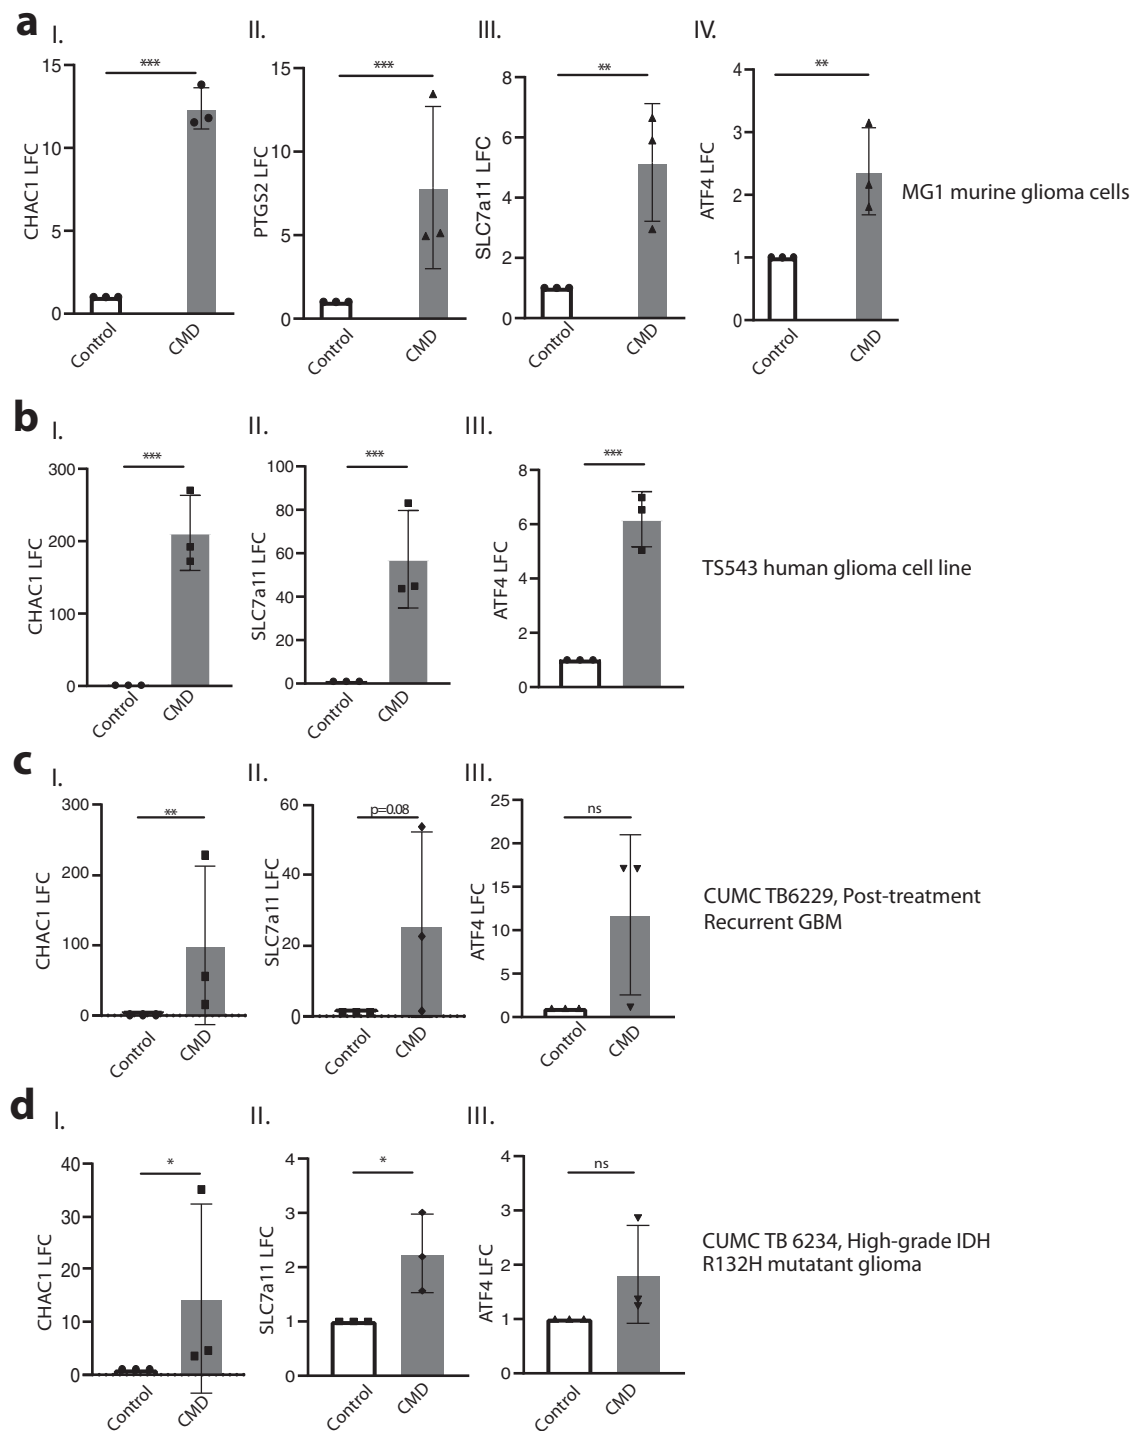 a
I.
II.
III.
IV.
***
***
**
**
CHAC1 LFC
15
10
5
0
Control
CMD
PTGS2 LFC
15
10
5
0
Control
CMD
SLC7a11 LFC
8
6
4
2
0
Control
CMD
ATF4 LFC
4
3
2
1
0
Control
CMD
MG1 murine glioma cells
b
I.
II.
III.
***
***
***
CHAC1 LFC
300
200
100
0
Control
CMD
SLC7a11 LFC
100
80
60
40
20
0
Control
CMD
ATF4 LFC
8
6
4
2
0
Control
CMD
TS543 human glioma cell line
c
I.
II.
III.
**
p=0.08
ns
CHAC1 LFC
300
200
100
0
Control
CMD
SLC7a11 LFC
60
40
20
0
Control
CMD
ATF4 LFC
25
20
15
10
5
0
Control
CMD
CUMC TB6229, Post-treatment
Recurrent GBM
d
I.
II.
III.
*
*
ns
CHAC1 LFC
40
30
20
10
0
Control
CMD
SLC7a11 LFC
4
3
2
1
0
Control
CMD
ATF4 LFC
4
3
2
1
0
Control
CMD
CUMC TB 6234, High-grade IDH
R132H mutatant glioma